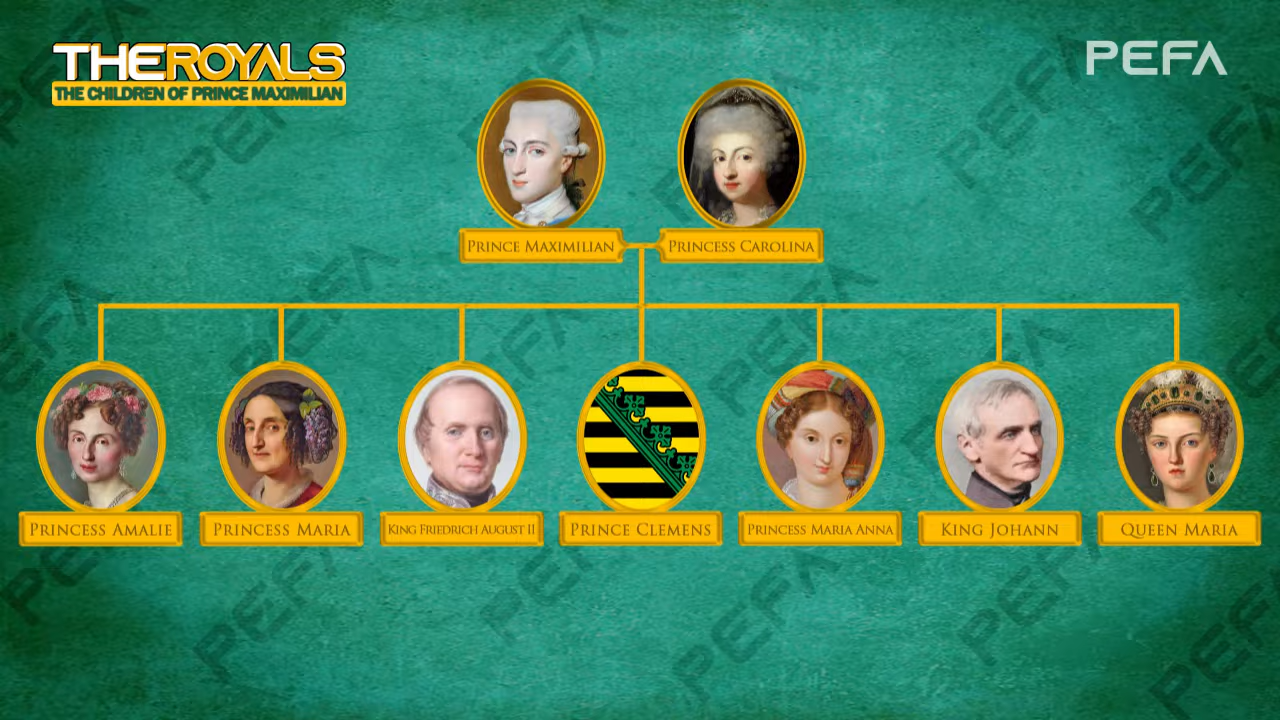 THEROYALS
THE CHILDREN OF PRINCE MAXIMILIAN
PEFA
PRINCE MAXIMILIAN
PRINCESS CAROLINA
PRINCESS AMALIE
PRINCESS MARIA
KING FRIEDRICH AUGUST II
PRINCE CLEMENS
PRINCESS MARIA ANNA
KING JOHANN
QUEEN MARIA